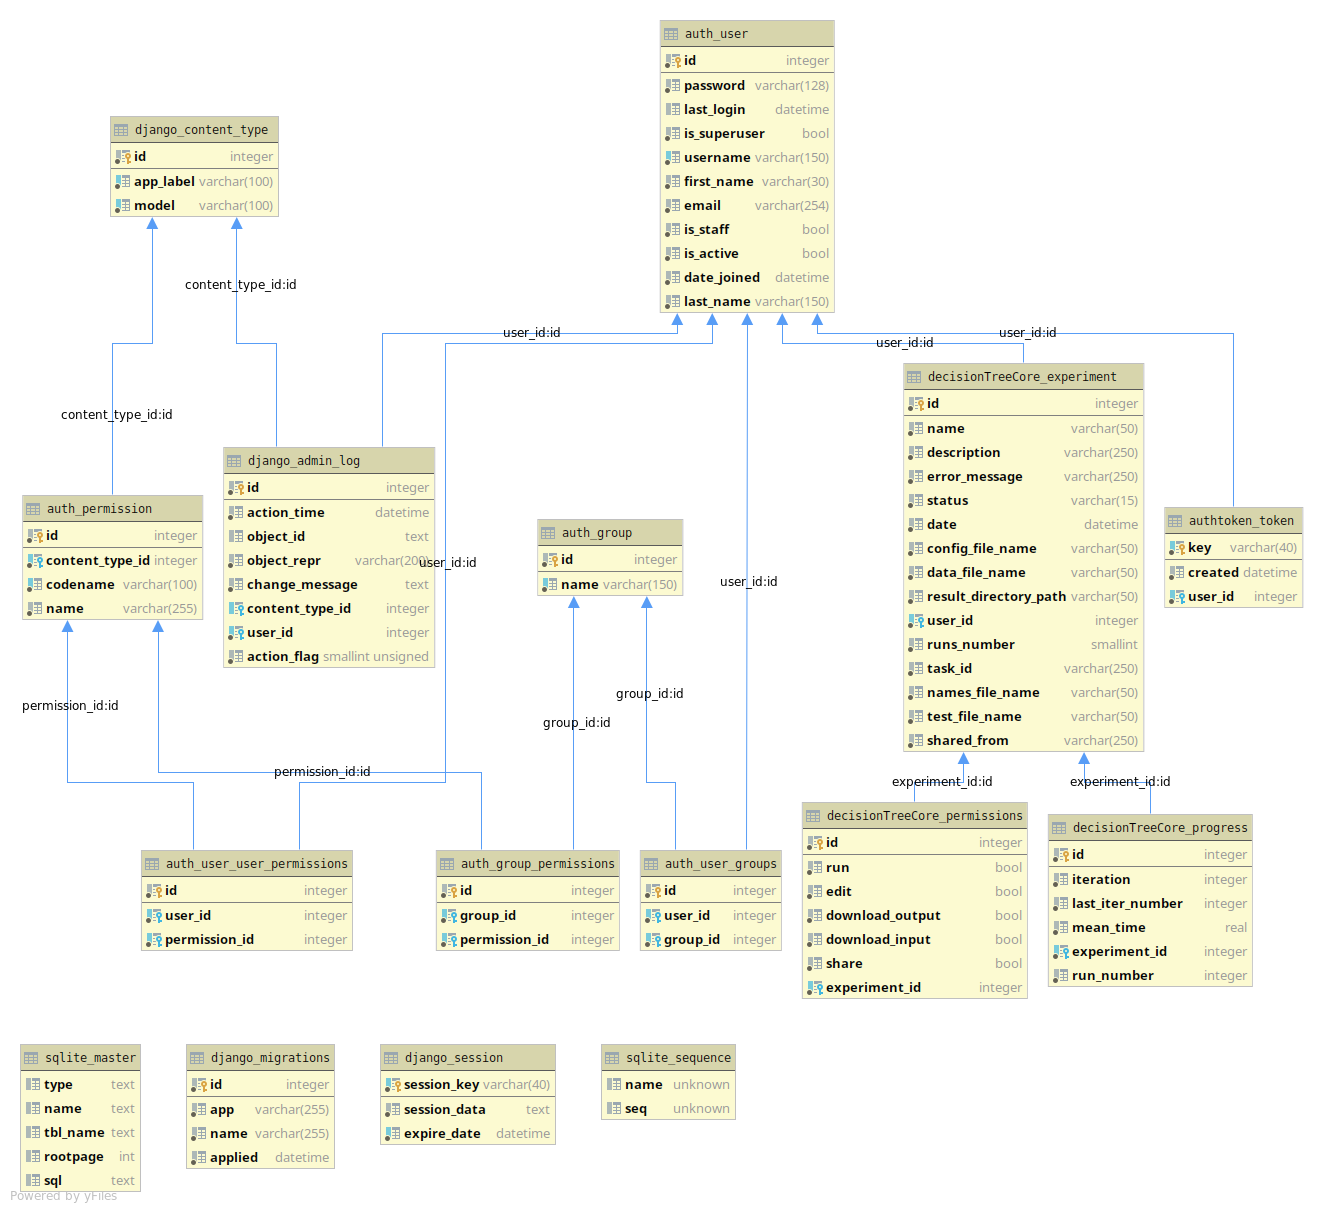 auth_user
id integer
password varchar(128)
last_login datetime
is_superuser bool
username varchar(150)
first_name varchar(30)
email varchar(254)
is_staff bool
is_active bool
date_joined datetime
last_name varchar(150)
django_content_type
id integer
app_label varchar(100)
model varchar(100)
content_type_id:id
user_id:id
user_id:id
user_id:id
content_type_id:id
decisionTreeCore_experiment
id integer
name varchar(50)
description varchar(250)
error_message varchar(250)
status varchar(15)
date datetime
config_file_name varchar(50)
data_file_name varchar(50)
result_directory_path varchar(50)
user_id integer
runs_number smallint
task_id varchar(250)
names_file_name varchar(50)
test_file_name varchar(50)
shared_from varchar(250)
django_admin_log
id integer
action_time datetime
object_id text
object_repr varchar(200)
change_message text
content_type_id integer
user_id integer
action_flag smallint unsigned
user_id:id
auth_permission
id integer
content_type_id integer
codename varchar(100)
name varchar(255)
auth_group
id integer
name varchar(150)
user_id:id
authtoken_token
key varchar(40)
created datetime
user_id integer
permission_id:id
group_id:id
group_id:id
permission_id:id
experiment_id:id
experiment_id:id
auth_user_user_permissions
id integer
user_id integer
permission_id integer
auth_group_permissions
id integer
group_id integer
permission_id integer
auth_user_groups
id integer
user_id integer
group_id integer
decisionTreeCore_permissions
id integer
run bool
edit bool
download_output bool
download_input bool
share bool
experiment_id integer
decisionTreeCore_progress
id integer
iteration integer
last_iter_number integer
mean_time real
experiment_id integer
run_number integer
sqlite_master
type text
name text
tbl_name text
rootpage int
sql text
django_migrations
id integer
app varchar(255)
name varchar(255)
applied datetime
django_session
session_key varchar(40)
session_data text
expire_date datetime
sqlite_sequence
name unknown
seq unknown
Powered by yFiles